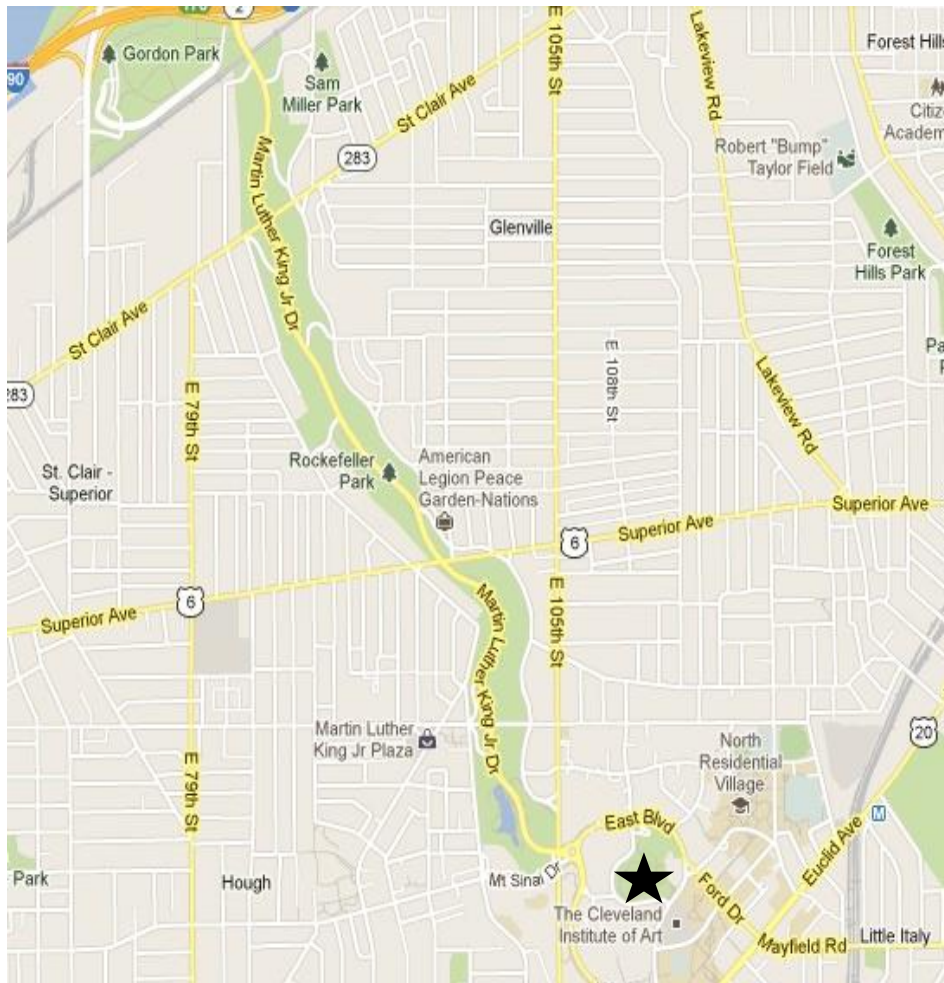 2
Gordon Park
90
Sam
Miller Park
St Clair Ave
283
E 105th St
Lakeview Rd
Forest Hills
Citiz
Academ
Robert "Bump"
Taylor Field
Martin Luther King Jr Dr
Glenville
Forest
Hills Park
St Clair Ave
283
E 79th St
E 108th St
Lakeview Rd
Pa
St. Clair -
Superior
Rockefeller
Park
American
Legion Peace
Garden-Nations
Superior Ave
Superior Ave
6
6
Superior Ave
Martin Luther King Jr Dr
E 105th St
Martin Luther
King Jr Plaza
E 79th St
North
Residential
Village
20
M
East Blvd
Euclid Ave
Park
Hough
Mt Sinai Dr
Ford Dr
The Cleveland
Institute of Art
Mayfield Rd
Little Italy